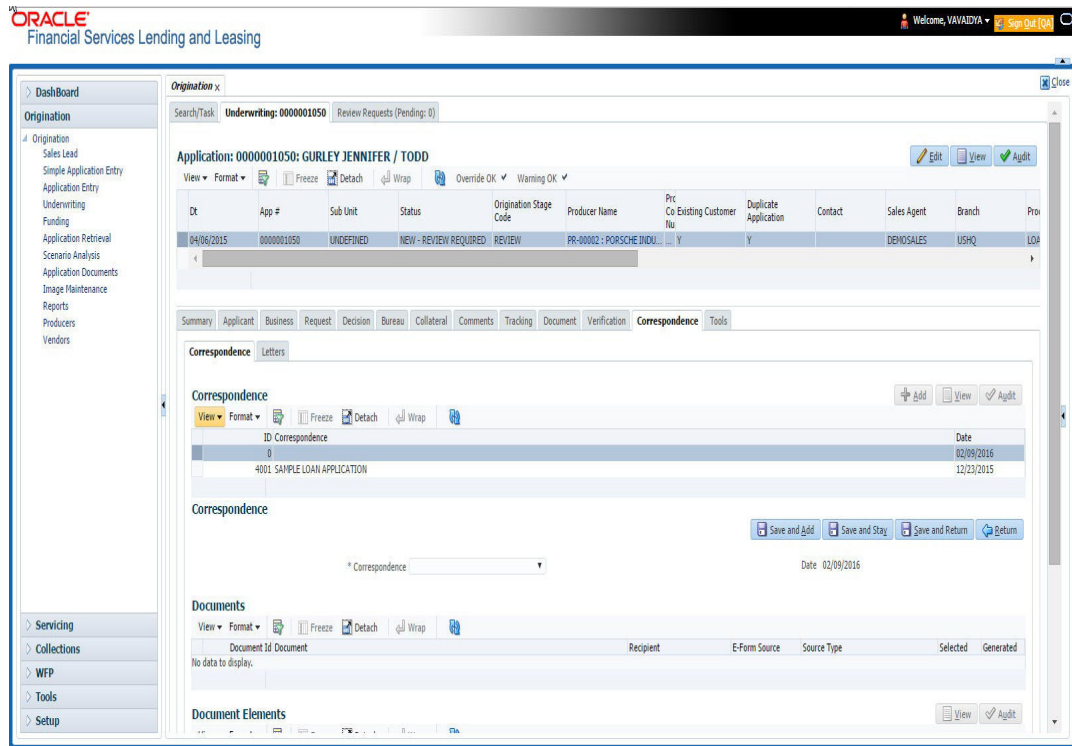 ORACLE
Financial Services Lending and Leasing
Welcome, VAVAIDYA
Sign Out [QA]
Close
DashBoard
Origination
Origination
Sales Lead
Simple Application Entry
Application Entry
Underwriting
Funding
Application Retrieval
Scenario Analysis
Application Documents
Image Maintenance
Reports
Producers
Vendors
Servicing
Collections
WFP
Tools
Setup
Origination x
Search/Task Underwriting: 0000001050 Review Requests (Pending: 0)
Application: 0000001050: GURLEY JENNIFER / TODD
Edit View Audit
View Format Freeze Detach Wrap Override OK Warning OK
Dt App # Sub Unit Status Origination Stage Code Producer Name Prc Co Nu Existing Customer Duplicate Application Contact Sales Agent Branch Pro
04/06/2015 0000001050 UNDEFINED NEW - REVIEW REQUIRED REVIEW PR-00002 : PORSCHE INDU... ... Y Y DEMOSALES USHQ LOA
Summary Applicant Business Request Decision Bureau Collateral Comments Tracking Document Verification Correspondence Tools
Correspondence Letters
Correspondence
Add View Audit
View Format Freeze Detach Wrap
ID Correspondence Date
0 02/09/2016
4001 SAMPLE LOAN APPLICATION 12/23/2015
Correspondence
Save and Add Save and Stay Save and Return Return
* Correspondence Date 02/09/2016
Documents
View Format Freeze Detach Wrap
Document Id Document Recipient E-Form Source Source Type Selected Generated
No data to display.
Document Elements
View Audit